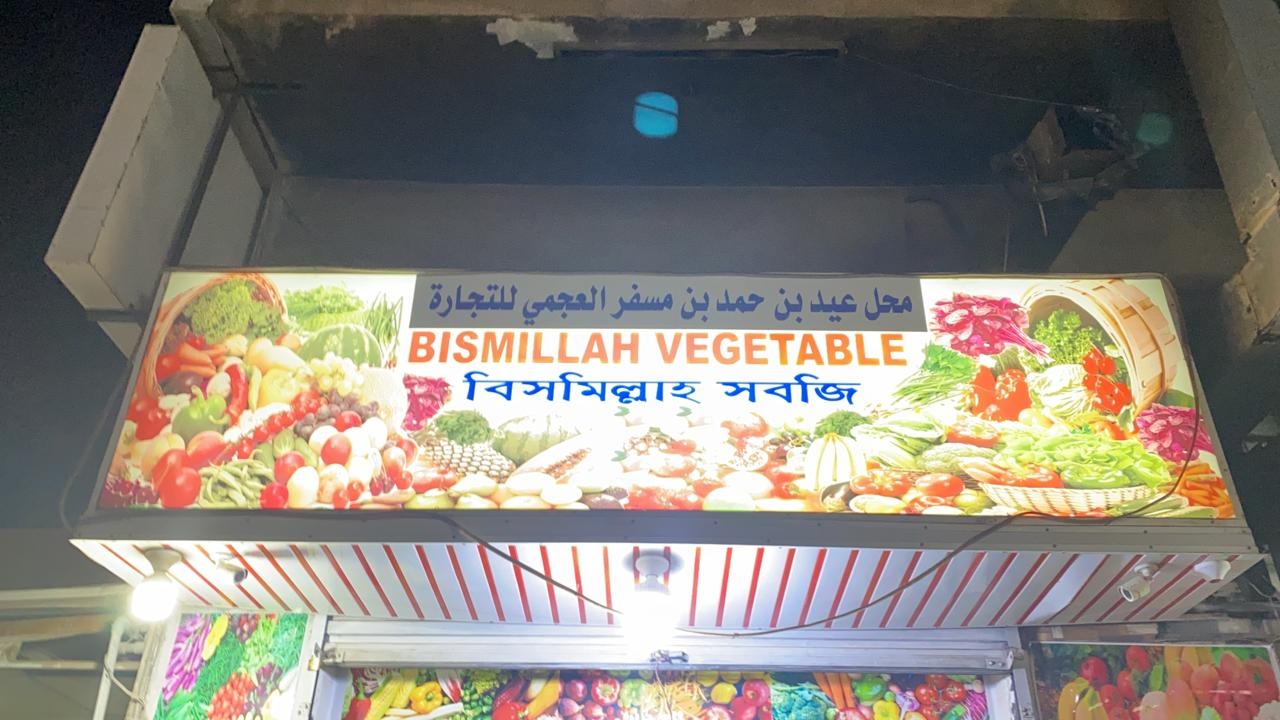 محل عيد بن حمد بن مسفر العجمي للتجارة
BISMILLAH VEGETABLE
বিসমিল্লাহ সবজি